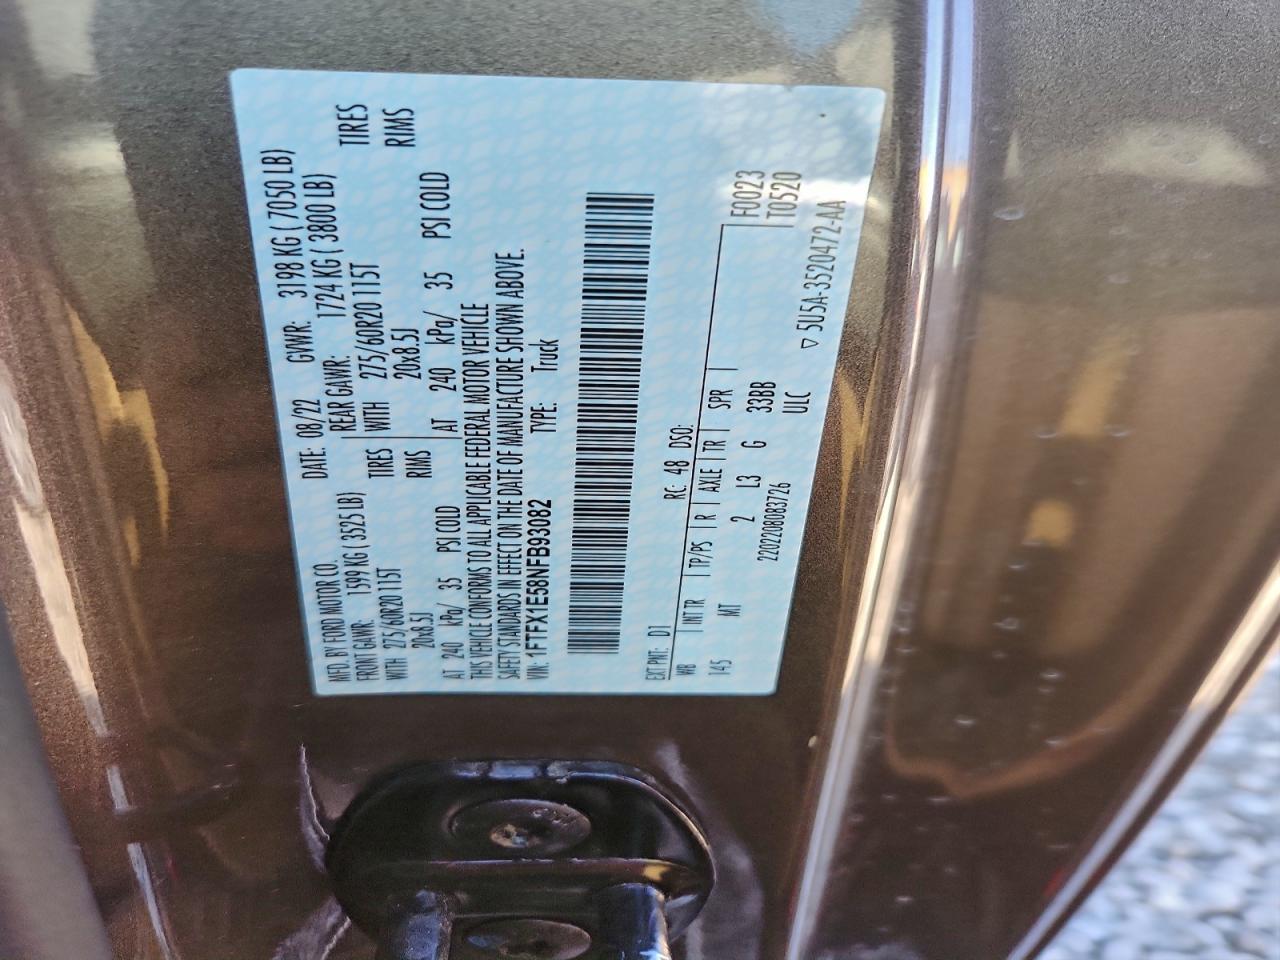 MFD. BY FORD MOTOR CO.
DATE: 08/22 GVWR: 3198 KG ( 7050 LB)
FRONT GAWR: 1599 KG ( 3525 LB) REAR GAWR: 1724 KG ( 3800 LB)
WITH 275/60R20 115T TIRES WITH 275/60R20 115T TIRES
20x8.5J RIMS 20x8.5J RIMS
AT 240 kPa/ 35 PSI COLD AT 240 kPa/ 35 PSI COLD
THIS VEHICLE CONFORMS TO ALL APPLICABLE FEDERAL MOTOR VEHICLE
SAFETY STANDARDS IN EFFECT ON THE DATE OF MANUFACTURE SHOWN ABOVE.
VIN: 1FTFX1E58NFB93082 TYPE: Truck
EXT PNT: D1 RC: 48 DSO: F0023
WB INT TR TP/PS R AXLE TR SPR T0520
145 MT 2 L3 G 33BB
ULC
2202208083726
▽ 5U5A-3520472-AA